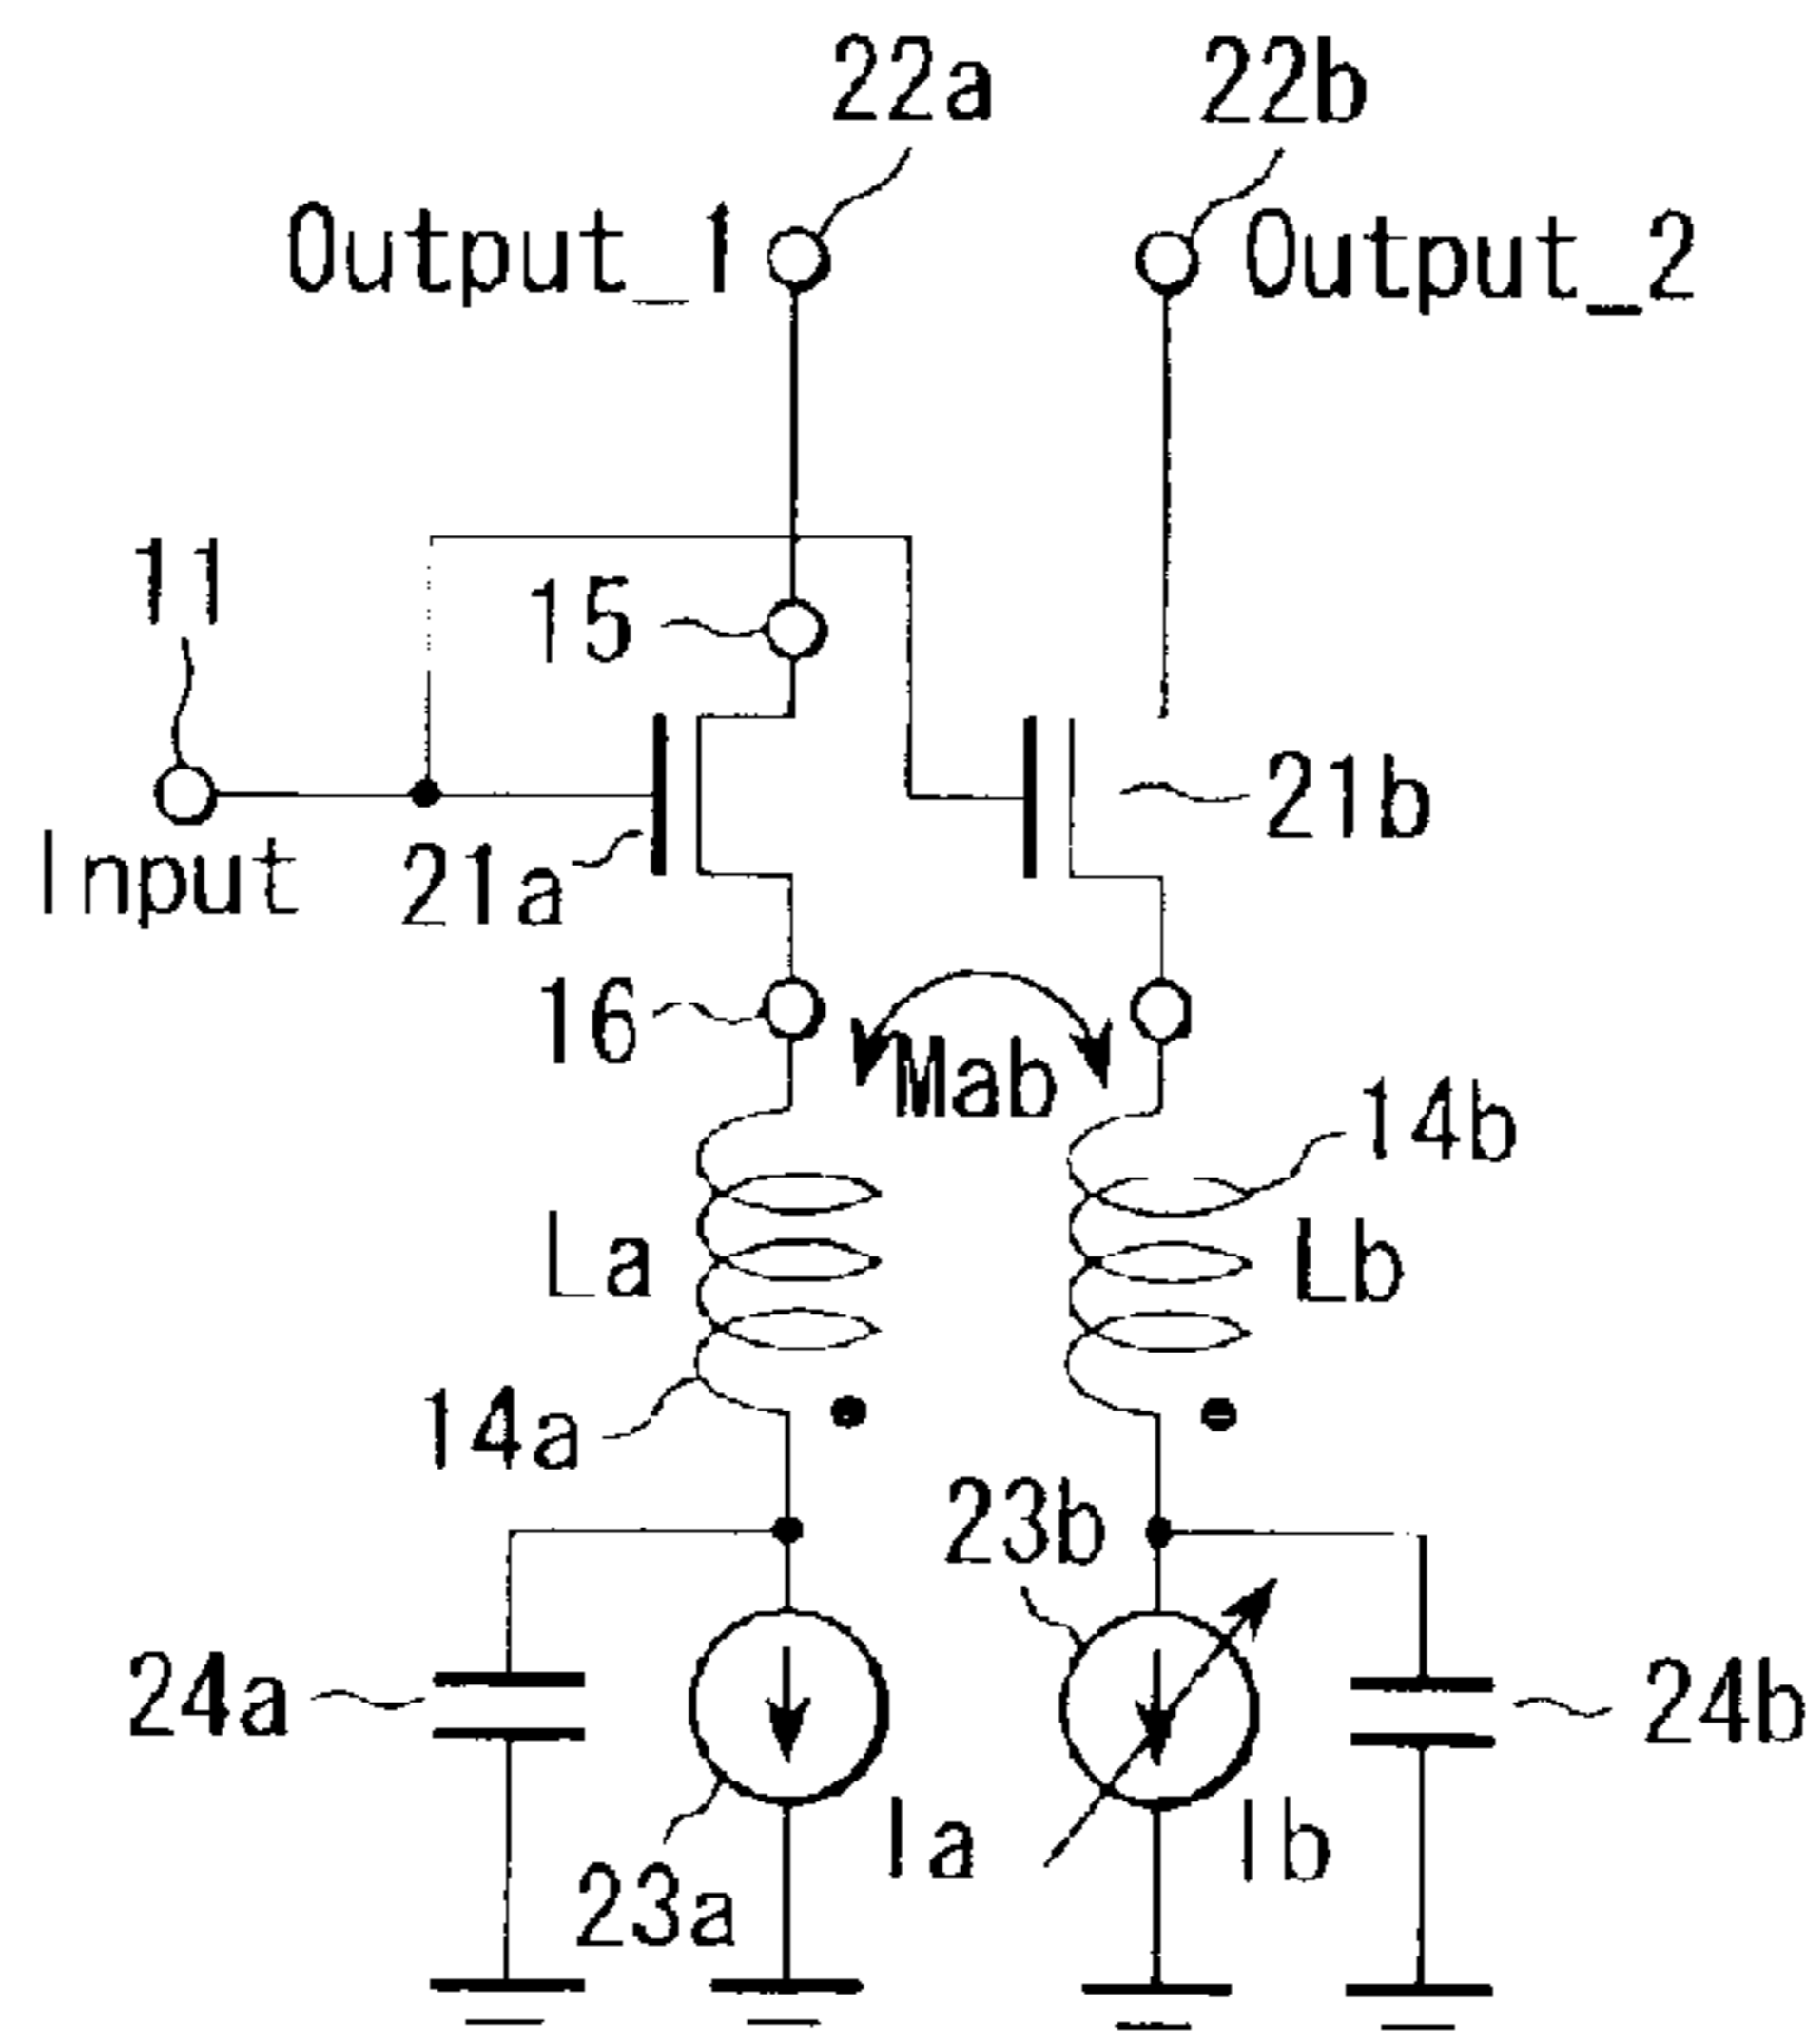 22a
22b
Output_1
Output_2
11
15
21b
Input
21a
16
Mab
14b
La
Lb
14a
23b
24a
24b
Ia
Ib
23a